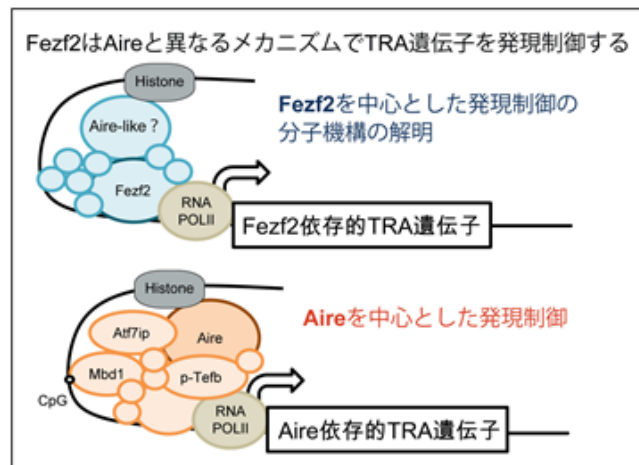 Fezf2はAireと異なるメカニズムでTRA遺伝子を発現制御する
Histone
Aire-like ?
Fezf2
RNA
POLII
Fezf2を中心とした発現制御の
分子機構の解明
Fezf2依存的TRA遺伝子
Histone
Atf7ip
Aire
Mbd1
p-Tefb
CpG
RNA
POLII
Aireを中心とした発現制御
Aire依存的TRA遺伝子